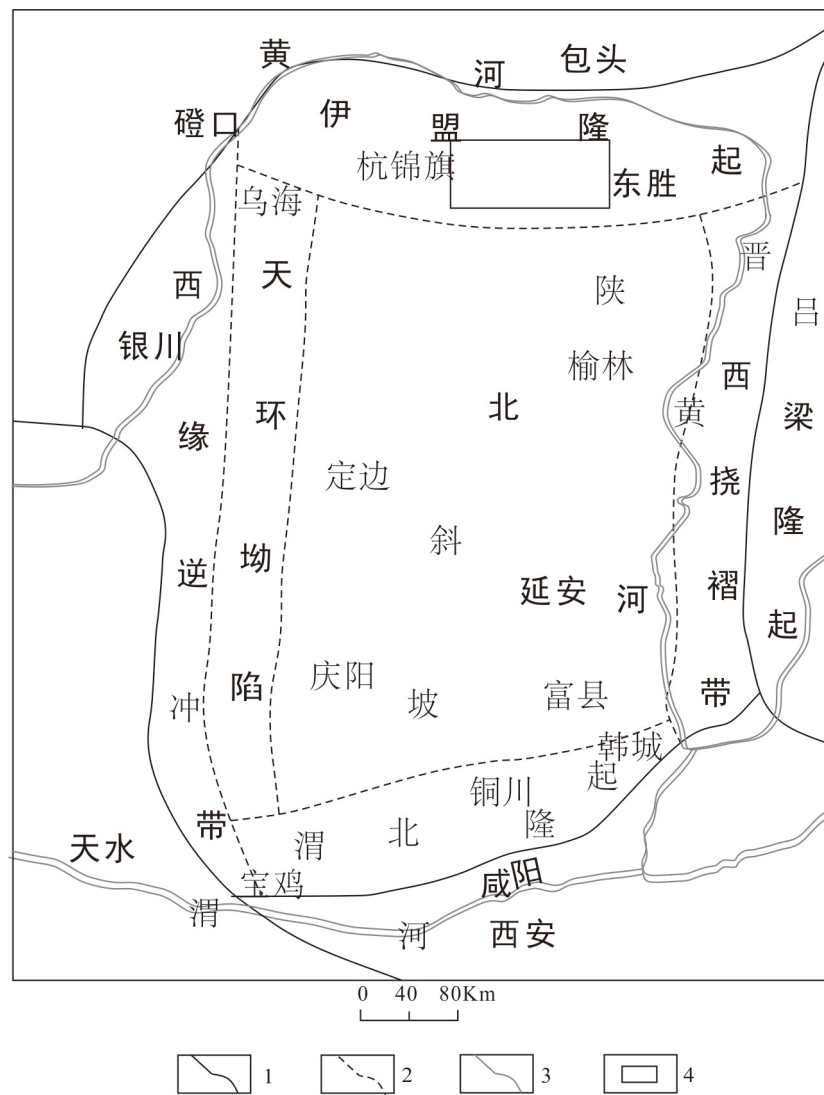 黄
河
包头
磴口
伊
盟
隆
起
杭锦旗
东胜
乌海
晋
西
天
陕
吕
银川
榆林
西
缘
环
北
黄
梁
定边
挠
斜
隆
逆
坳
延安
河
褶
起
冲
陷
庆阳
坡
富县
带
韩城
起
铜川
带
渭
北
隆
天水
宝鸡
咸阳
渭
河
西安
0 40 80Km
1
2
3
4